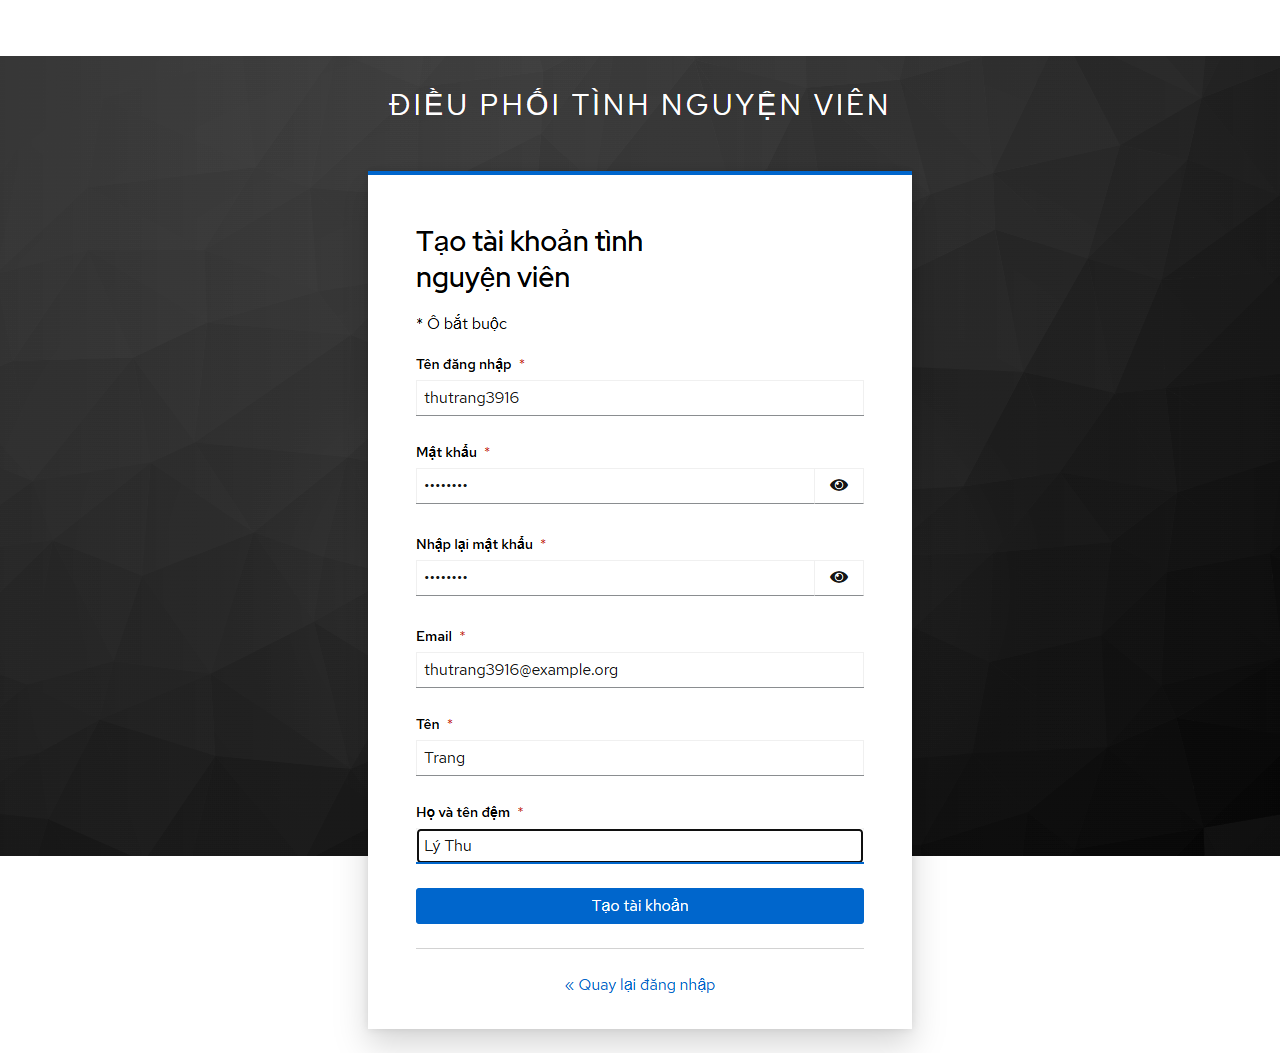 ĐIỀU PHỐI TÌNH NGUYỆN VIÊN
Tạo tài khoản tình
nguyện viên
* Ô bắt buộc
Tên đăng nhập *
thutrang3916
Mật khẩu *
••••••••
Nhập lại mật khẩu *
••••••••
Email *
thutrang3916@example.org
Tên *
Trang
Họ và tên đệm *
Lý Thu
Tạo tài khoản
« Quay lại đăng nhập